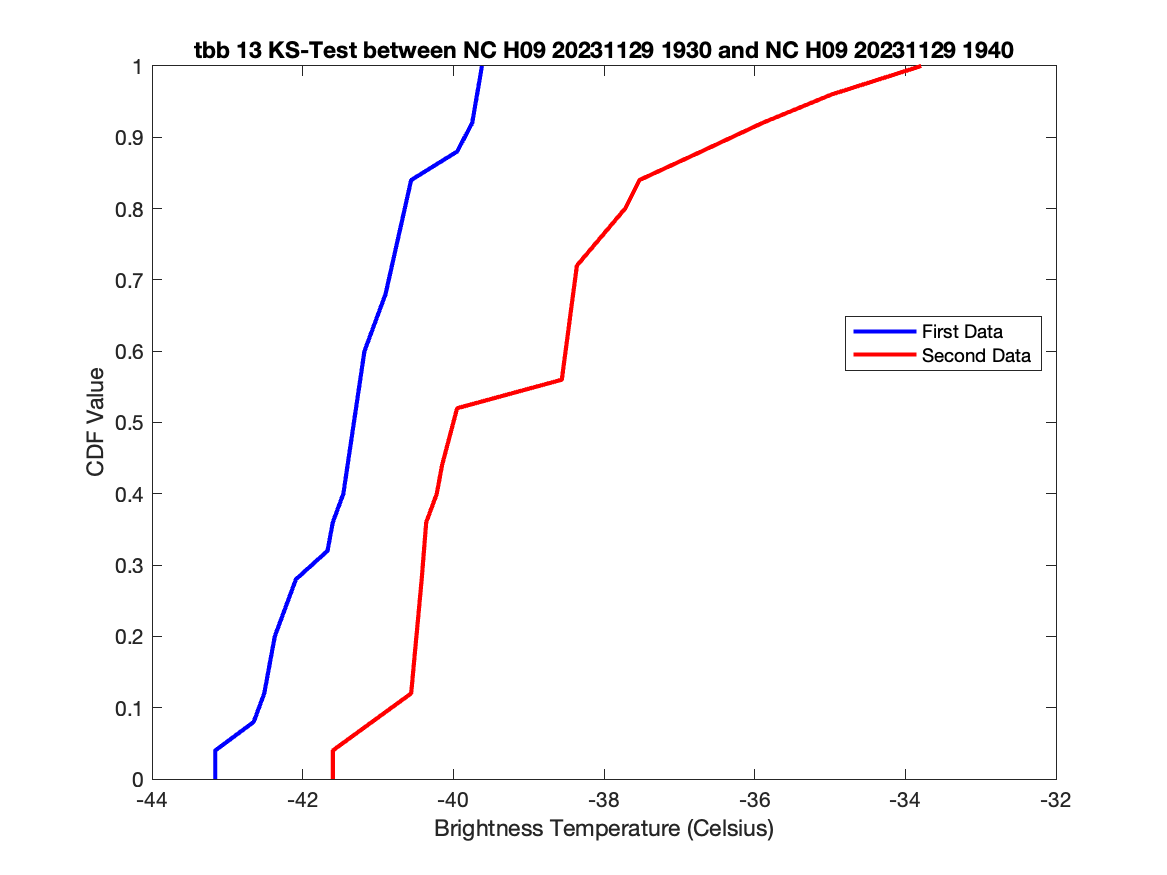 tbb 13 KS-Test between NC H09 20231129 1930 and NC H09 20231129 1940
1
0.9
0.8
0.7
0.6
0.5
0.4
0.3
0.2
0.1
0
CDF Value
First Data
Second Data
-44 -42 -40 -38 -36 -34 -32
Brightness Temperature (Celsius)